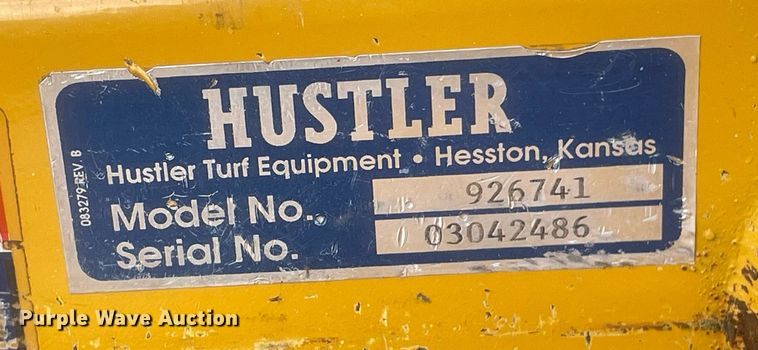 HUSTLER
Hustler Turf Equipment • Hesston, Kansas
Model No. 926741
Serial No. 03042486
083279 REV. B
Purple Wave Auction